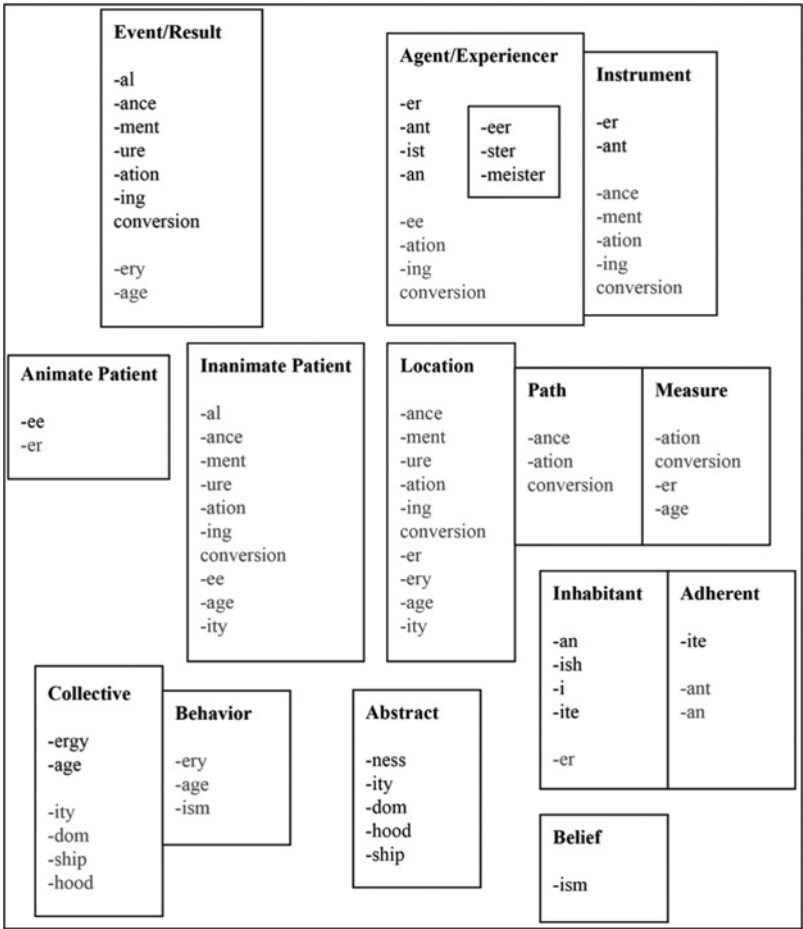 Event/Result
-al
-ance
-ment
-ure
-ation
-ing
conversion
-ery
-age
Agent/Experiencer
-er
-ant
-ist
-an
-ee
-ation
-ing
conversion
-eer
-ster
-meister
Instrument
-er
-ant
-ance
-ment
-ation
-ing
conversion
Animate Patient
-ee
-er
Inanimate Patient
-al
-ance
-ment
-ure
-ation
-ing
conversion
-ee
-age
-ity
Location
-ance
-ment
-ure
-ation
-ing
conversion
-er
-ery
-age
-ity
Path
-ance
-ation
conversion
Measure
-ation
conversion
-er
-age
Inhabitant
-an
-ish
-i
-ite
-er
Adherent
-ite
-ant
-an
Collective
-ergy
-age
-ity
-dom
-ship
-hood
Behavior
-ery
-age
-ism
Abstract
-ness
-ity
-dom
-hood
-ship
Belief
-ism